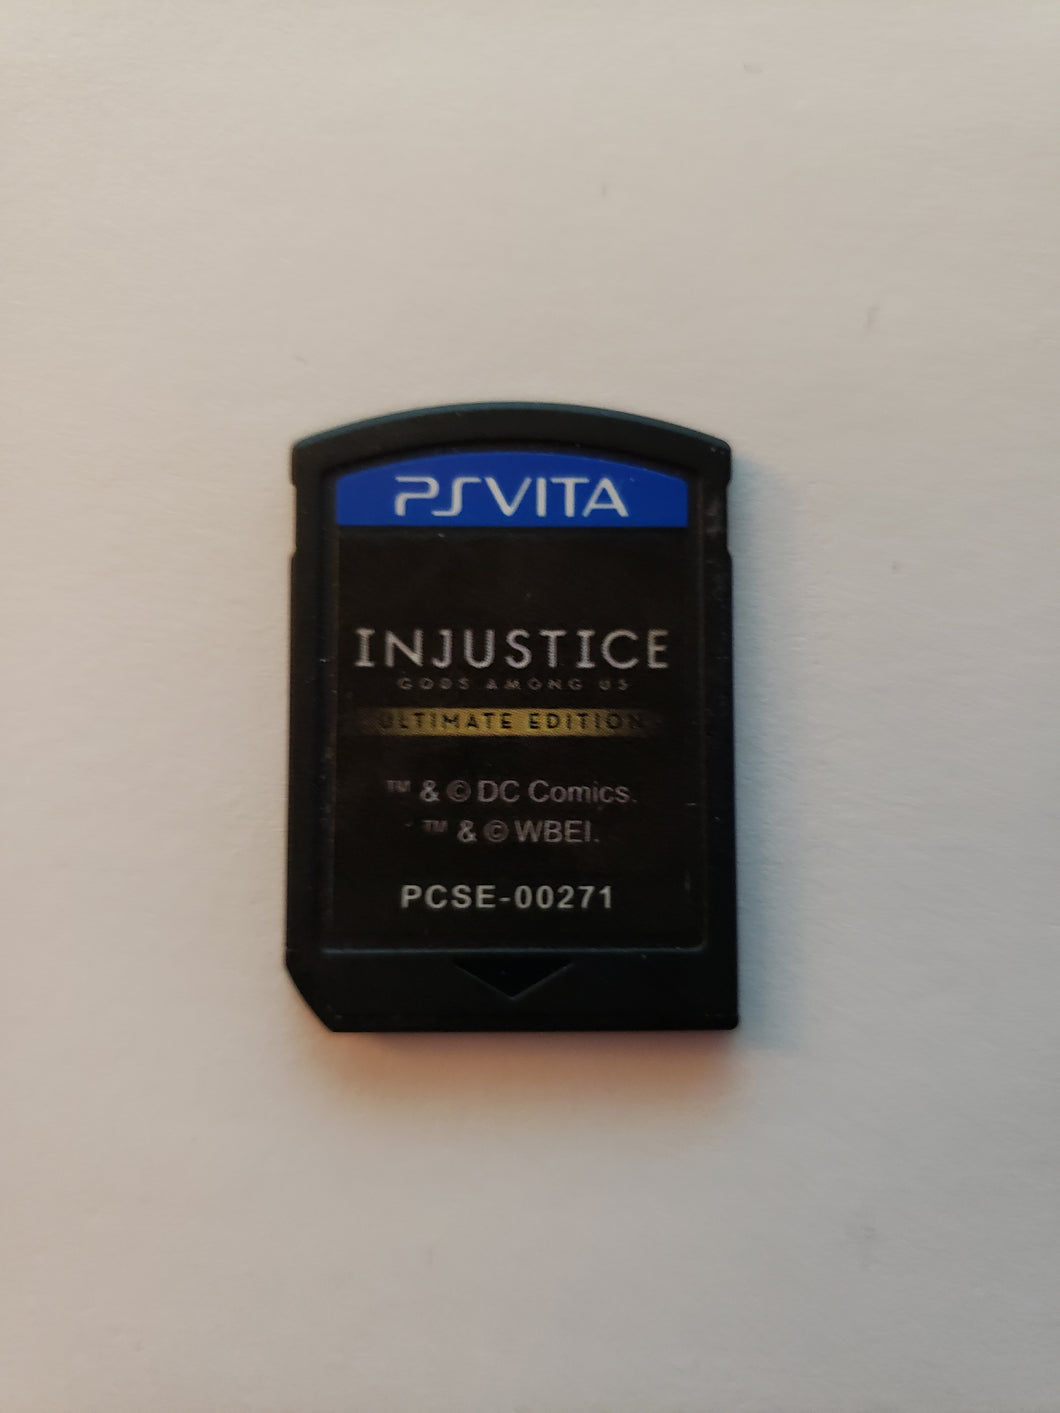 PSVITA
INJUSTICE
GODS AMONG US
ULTIMATE EDITION
™ & © DC Comics.
™ & © WBEI.
PCSE-00271